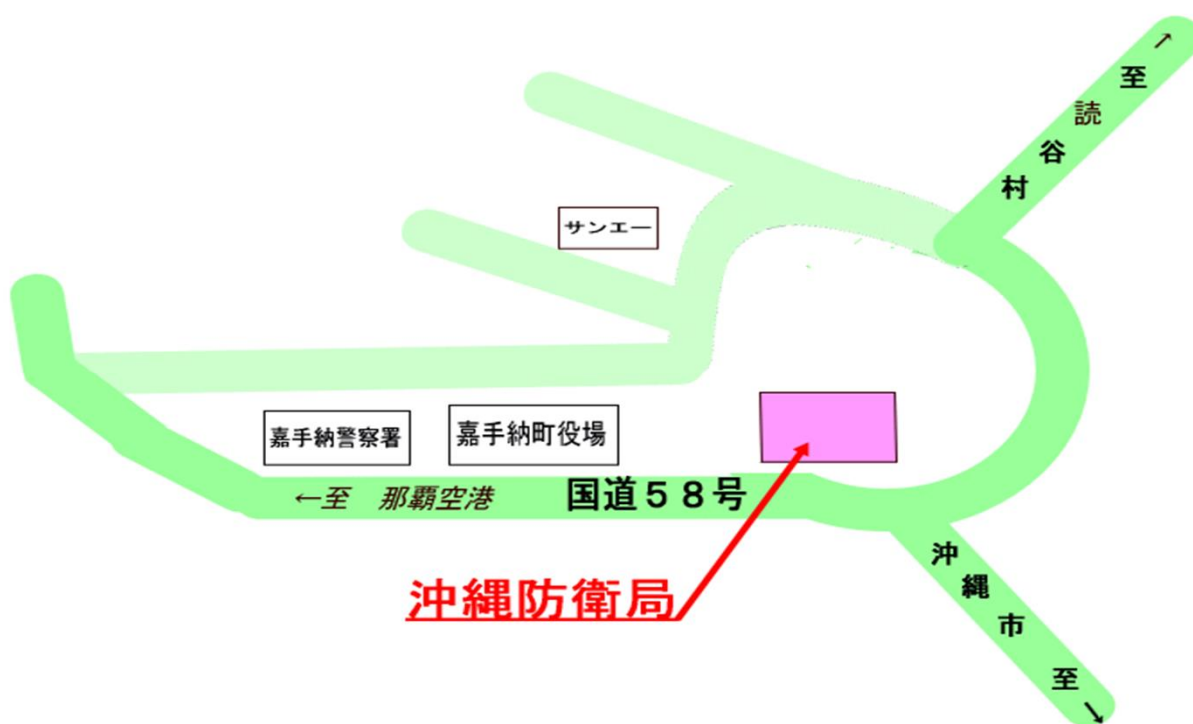 ↑至読谷村
サンエー
嘉手納警察署
嘉手納町役場
←至 那覇空港
国道58号
沖縄防衛局
沖縄市 至↓